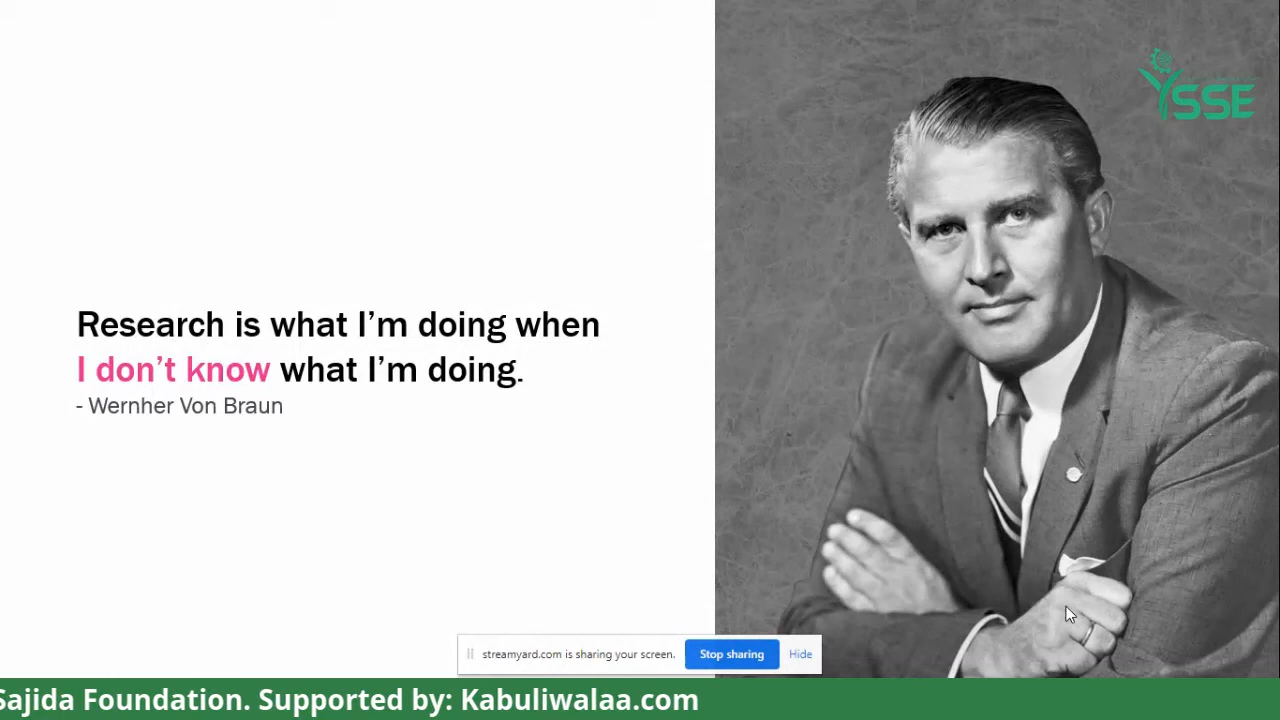 YSSE
Research is what I'm doing when
I don't know what I'm doing.
- Wernher Von Braun
streamyard.com is sharing your screen. Stop sharing Hide
Sajida Foundation. Supported by: Kabuliwalaa.com